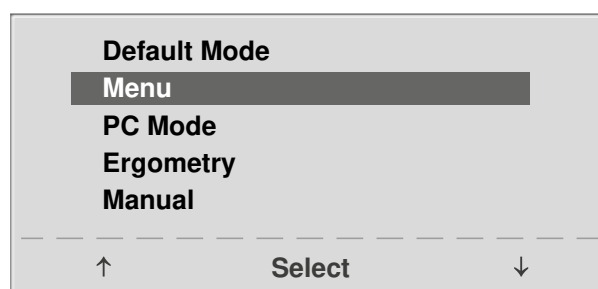 Default Mode
Menu
PC Mode
Ergometry
Manual
↑ Select ↓